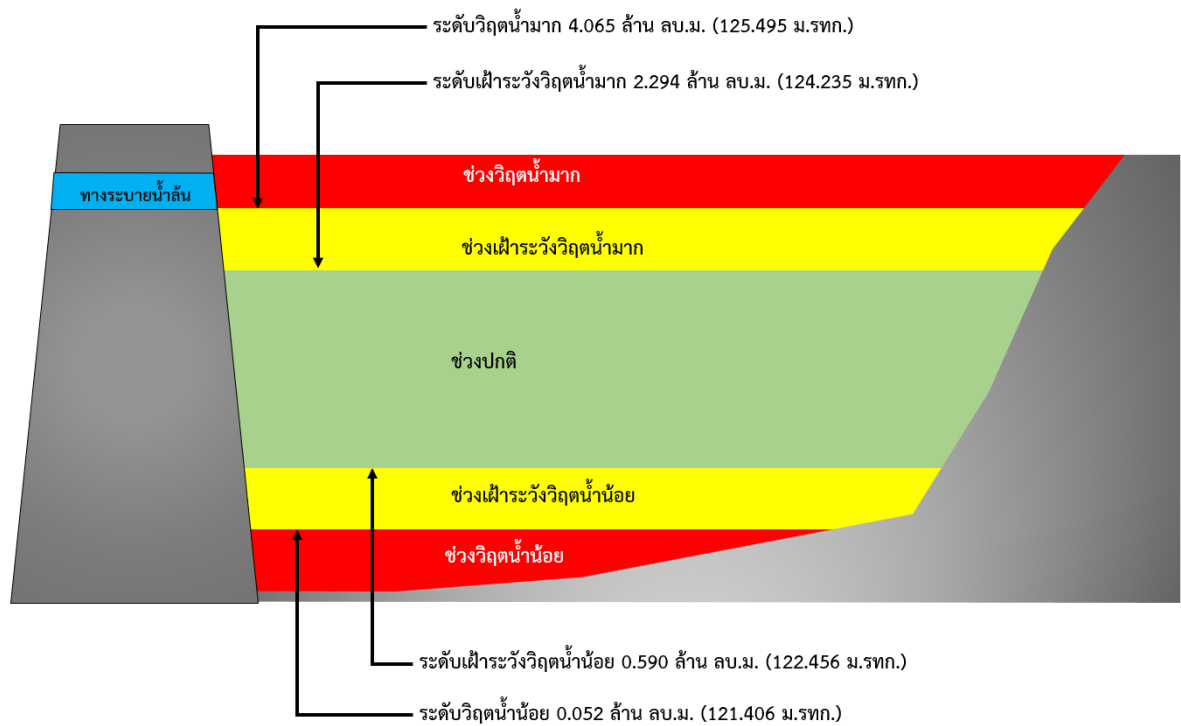 ระดับวิฤตน้ำมาก 4.065 ล้าน ลบ.ม. (125.495 ม.รทก.)
ระดับเฝ้าระวังวิฤตน้ำมาก 2.294 ล้าน ลบ.ม. (124.235 ม.รทก.)
ช่วงวิฤตน้ำมาก
ทางระบายน้ำล้น
ช่วงเฝ้าระวังวิฤตน้ำมาก
ช่วงปกติ
ช่วงเฝ้าระวังวิฤตน้ำน้อย
ช่วงวิฤตน้ำน้อย
ระดับเฝ้าระวังวิฤตน้ำน้อย 0.590 ล้าน ลบ.ม. (122.456 ม.รทก.)
ระดับวิฤตน้ำน้อย 0.052 ล้าน ลบ.ม. (121.406 ม.รทก.)